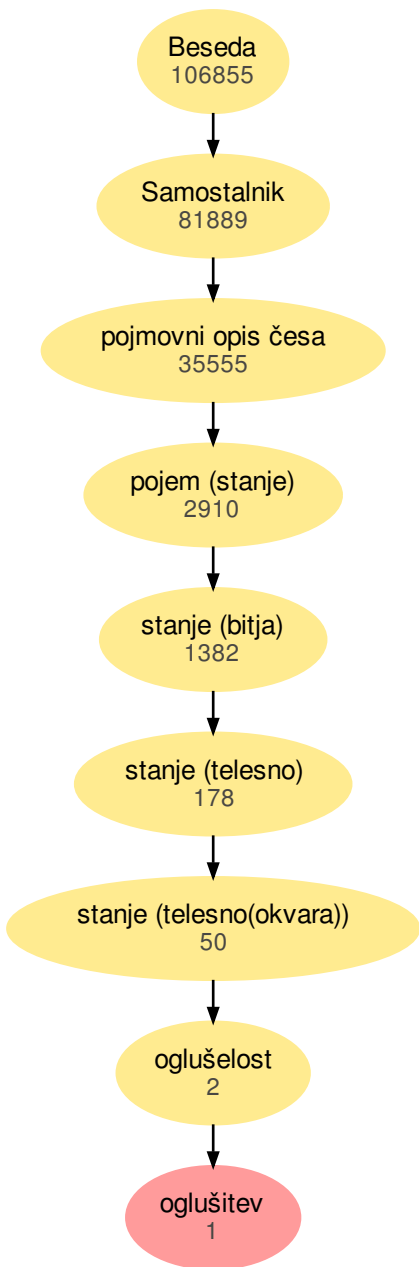 Beseda
106855
Samostalnik
81889
pojmovni opis česa
35555
pojem (stanje)
2910
stanje (bitja)
1382
stanje (telesno)
178
stanje (telesno(okvara))
50
oglušelost
2
oglušitev
1